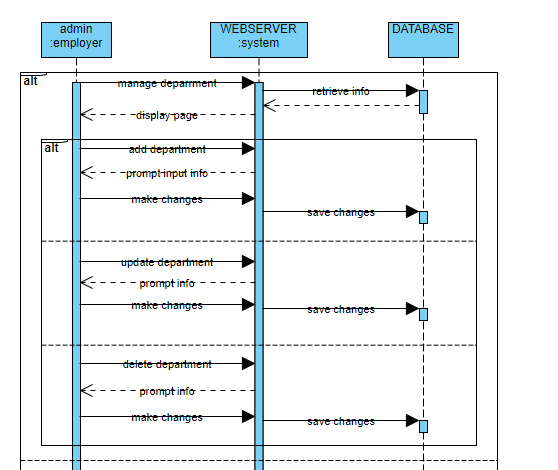 admin
:employer
WEBSERVER
:system
DATABASE
alt
manage deparrment
retrieve info
display page
alt
add department
prompt input info
make changes
save changes
update department
prompt info
make changes
save changes
delete department
prompt info
make changes
save changes